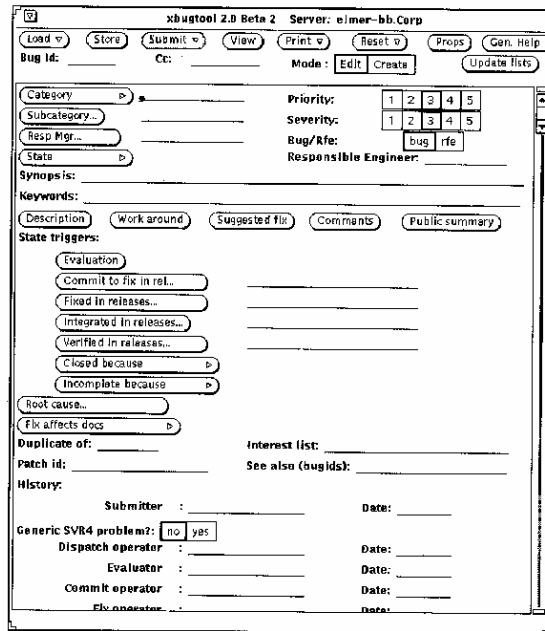 xbugtool 2.0 Beta 2 Server: elmer-bb.Corp
Load Store Submit View Print Reset Props Gen. Help
Bug Id: Cc: Mode : Edit Create Update lists
Category Priority: 1 2 3 4 5
Subcategory... Severity: 1 2 3 4 5
Resp Mgr... Bug/Rfe: bug rfe
State Responsible Engineer:
Synopsis:
Keywords:
Description Work around Suggested fix Comments Public summary
State triggers:
Evaluation
Commit to fix in rel...
Fixed in releases...
Integrated in releases...
Verified in releases...
Closed because
Incomplete because
Root cause...
Fix affects docs
Duplicate of: Interest list:
Patch id: See also (bugids):
History:
Submitter : Date:
Generic SVR4 problem?: no yes
Dispatch operator : Date:
Evaluator : Date:
Commit operator : Date:
Fix operator : Date: